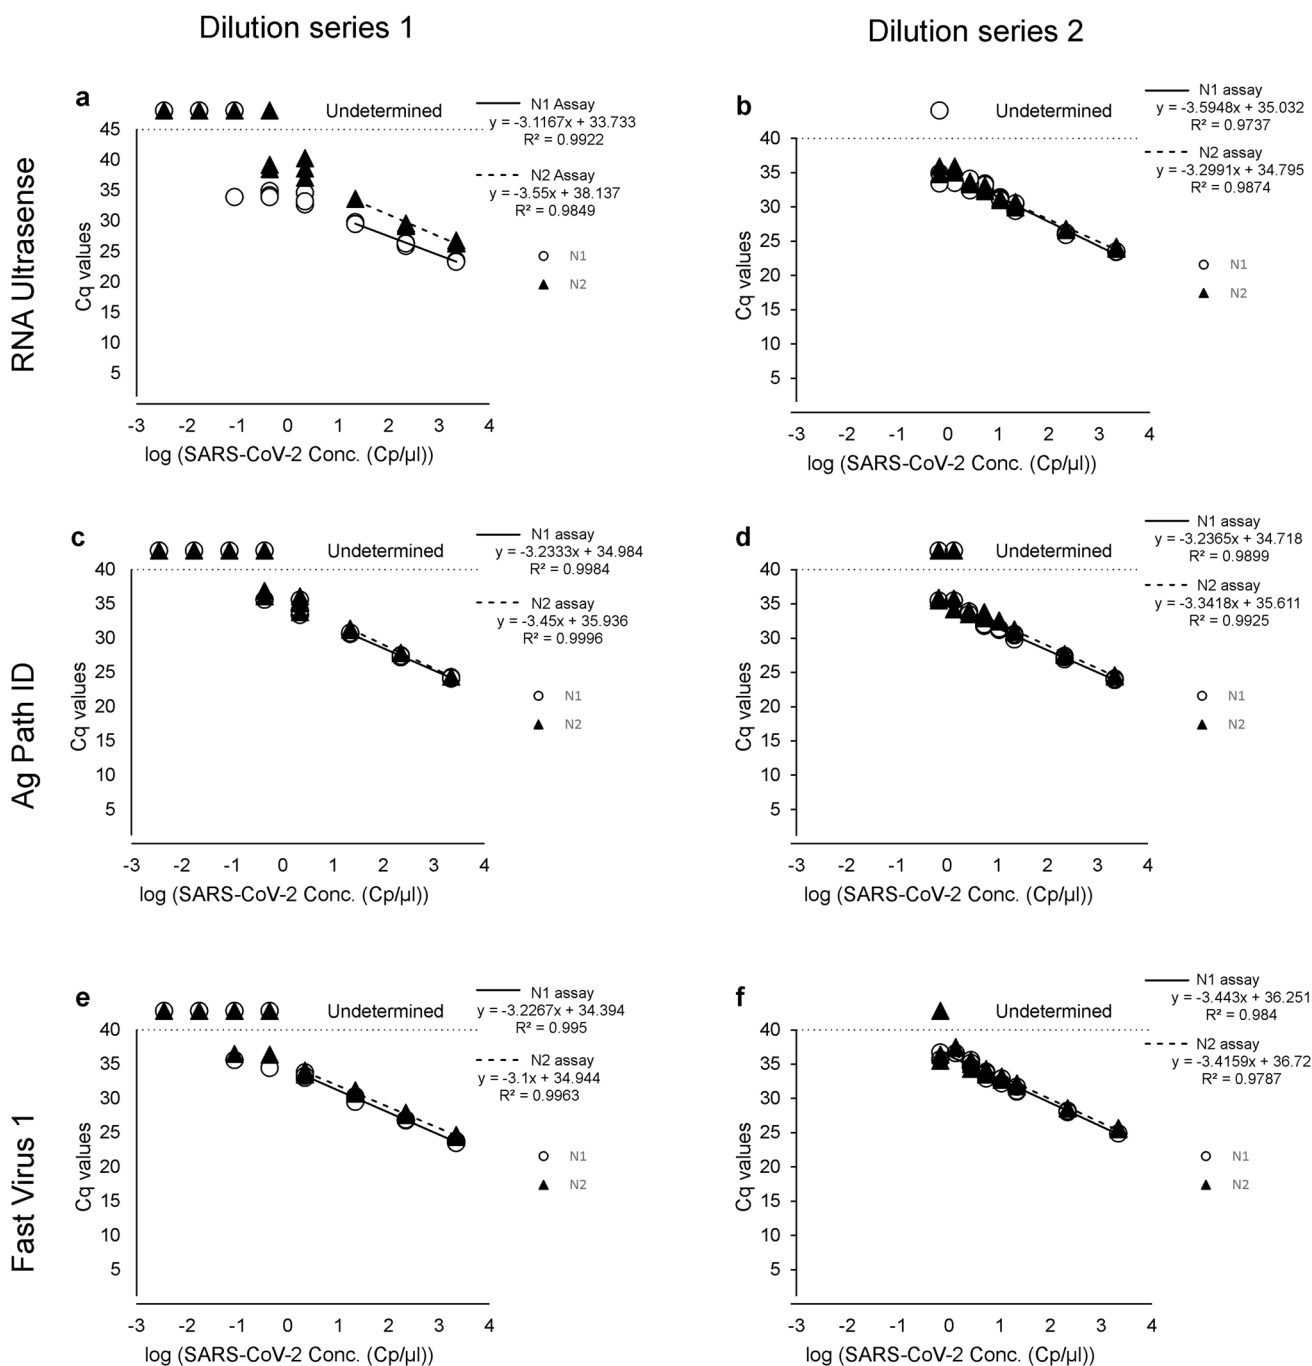 Dilution series 1
Dilution series 2
RNA Ultrasense
a
Undetermined
N1 Assay
y = -3.1167x + 33.733
R² = 0.9922
N2 Assay
y = -3.55x + 38.137
R² = 0.9849
N1
N2
Cq values
45
40
35
30
25
20
15
10
5
-3 -2 -1 0 1 2 3 4
log (SARS-CoV-2 Conc. (Cp/µl))
b
Undetermined
N1 assay
y = -3.5948x + 35.032
R² = 0.9737
N2 assay
y = -3.2991x + 34.795
R² = 0.9874
N1
N2
Cq values
40
35
30
25
20
15
10
5
-3 -2 -1 0 1 2 3 4
log (SARS-CoV-2 Conc. (Cp/µl))
Ag Path ID
c
Undetermined
N1 assay
y = -3.2333x + 34.984
R² = 0.9984
N2 assay
y = -3.45x + 35.936
R² = 0.9996
N1
N2
Cq values
40
35
30
25
20
15
10
5
-3 -2 -1 0 1 2 3 4
log (SARS-CoV-2 Conc. (Cp/µl))
d
Undetermined
N1 assay
y = -3.2365x + 34.718
R² = 0.9899
N2 assay
y = -3.3418x + 35.611
R² = 0.9925
N1
N2
Cq values
40
35
30
25
20
15
10
5
-3 -2 -1 0 1 2 3 4
log (SARS-CoV-2 Conc. (Cp/µl))
Fast Virus 1
e
Undetermined
N1 assay
y = -3.2267x + 34.394
R² = 0.995
N2 assay
y = -3.1x + 34.944
R² = 0.9963
N1
N2
Cq values
40
35
30
25
20
15
10
5
-3 -2 -1 0 1 2 3 4
log (SARS-CoV-2 Conc. (Cp/µl))
f
Undetermined
N1 assay
y = -3.443x + 36.251
R² = 0.984
N2 assay
y = -3.4159x + 36.72
R² = 0.9787
N1
N2
Cq values
40
35
30
25
20
15
10
5
-3 -2 -1 0 1 2 3 4
log (SARS-CoV-2 Conc. (Cp/µl))